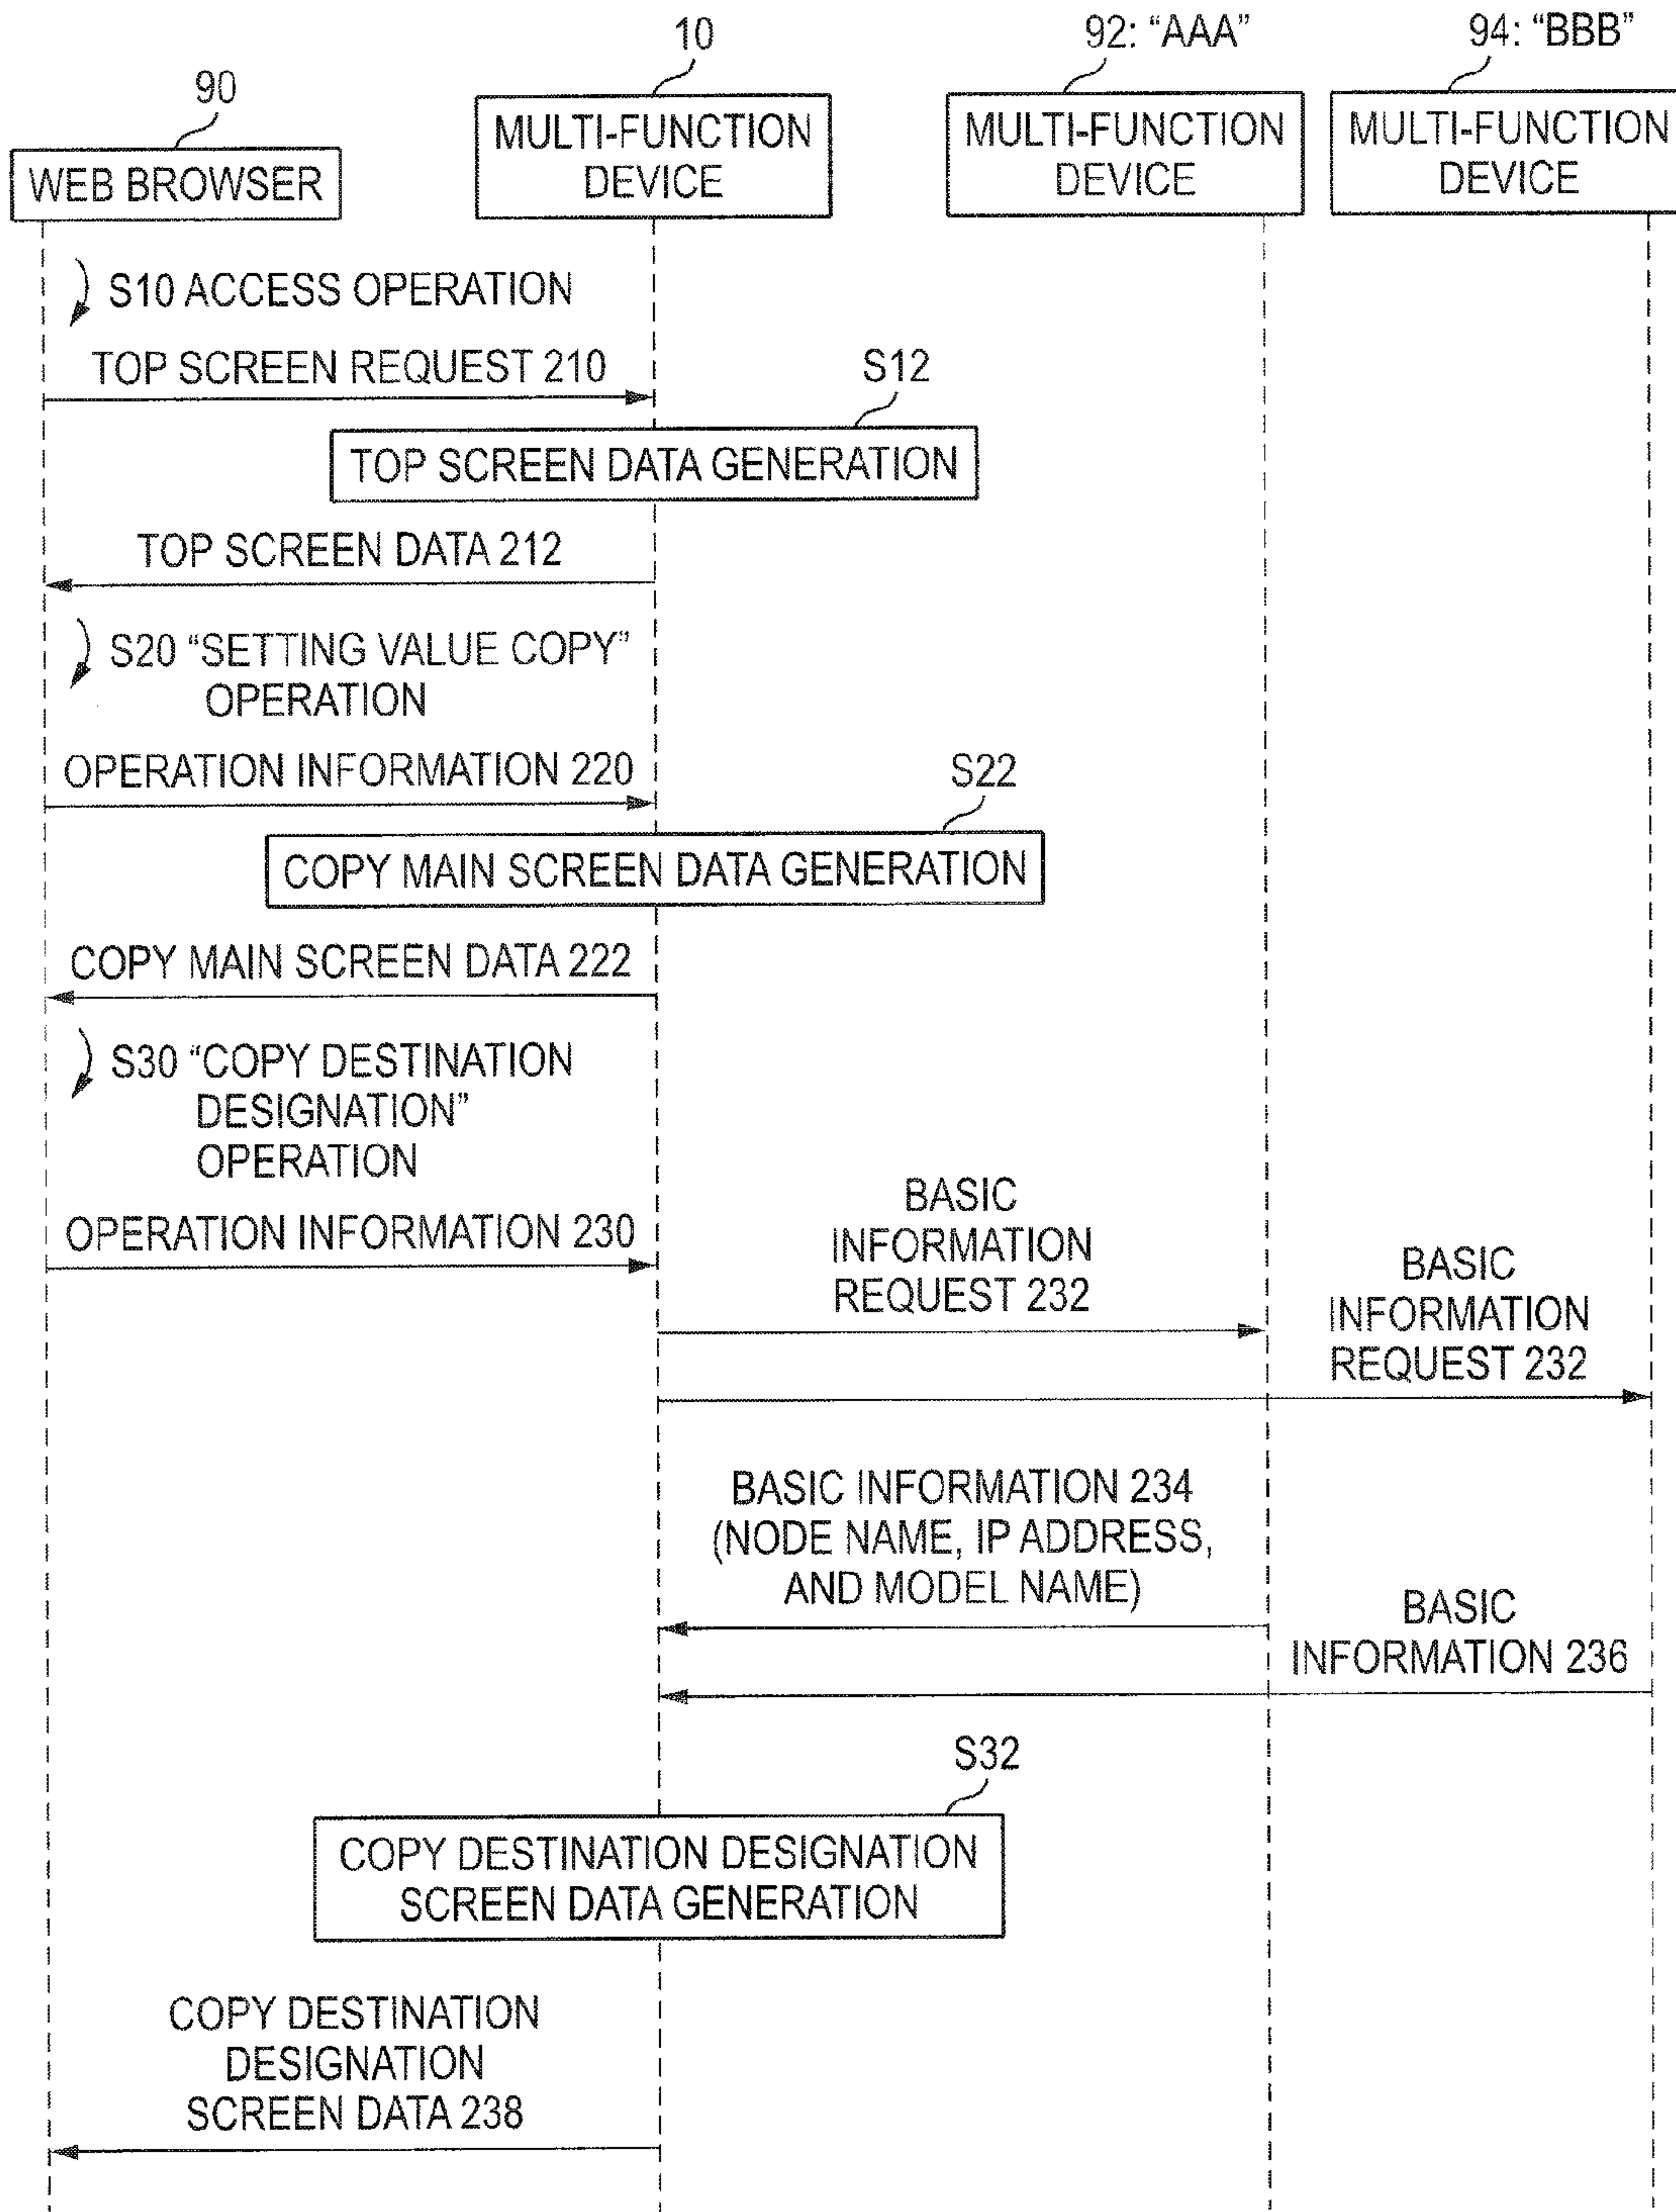 10
92: “AAA”
94: “BBB”
90
MULTI-FUNCTION
DEVICE
MULTI-FUNCTION
DEVICE
MULTI-FUNCTION
DEVICE
WEB BROWSER
S10 ACCESS OPERATION
TOP SCREEN REQUEST 210
S12
TOP SCREEN DATA GENERATION
TOP SCREEN DATA 212
S20 “SETTING VALUE COPY”
OPERATION
OPERATION INFORMATION 220
S22
COPY MAIN SCREEN DATA GENERATION
COPY MAIN SCREEN DATA 222
S30 “COPY DESTINATION
DESIGNATION”
OPERATION
OPERATION INFORMATION 230
BASIC
INFORMATION
REQUEST 232
BASIC
INFORMATION
REQUEST 232
BASIC INFORMATION 234
(NODE NAME, IP ADDRESS,
AND MODEL NAME)
BASIC
INFORMATION 236
S32
COPY DESTINATION DESIGNATION
SCREEN DATA GENERATION
COPY DESTINATION
DESIGNATION
SCREEN DATA 238